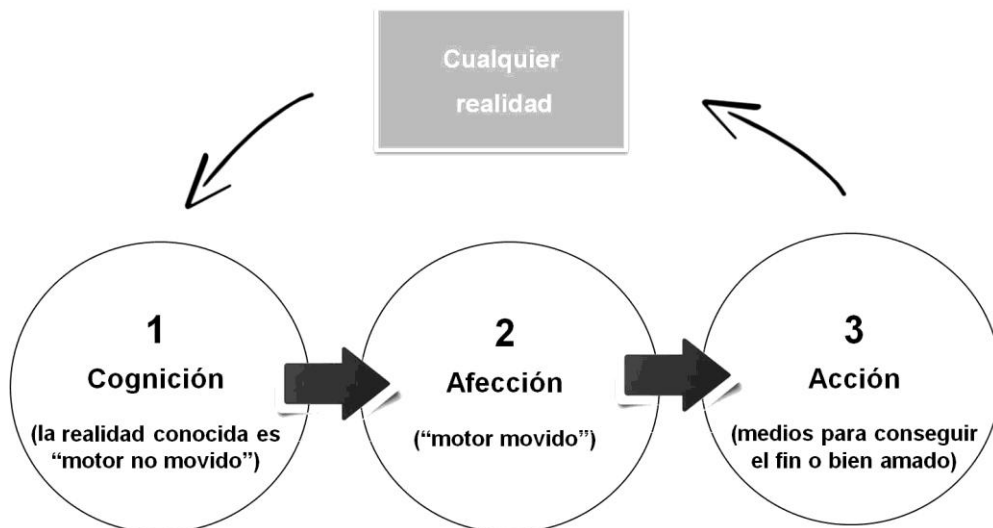 Cualquier
realidad
1
Cognición
(la realidad conocida es
“motor no movido”)
2
Afección
(“motor movido”)
3
Acción
(medios para conseguir
el fin o bien amado)